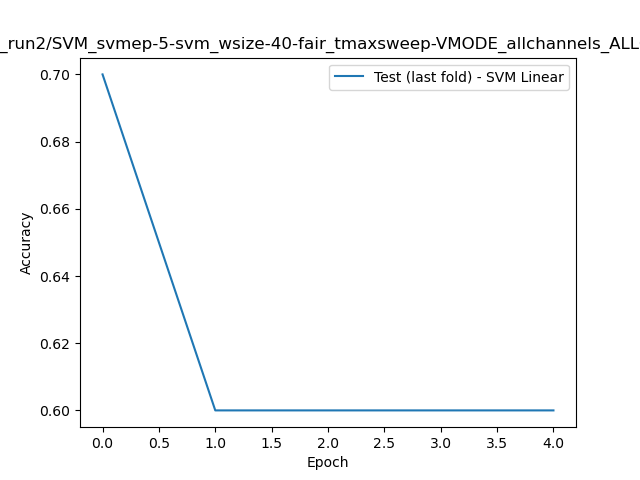 _run2/SVM_svmep-5-svm_wsize-40-fair_tmaxsweep-VMODE_allchannels_ALL
Test (last fold) - SVM Linear
0.70
0.68
0.66
0.64
0.62
0.60
Accuracy
0.0 0.5 1.0 1.5 2.0 2.5 3.0 3.5 4.0
Epoch